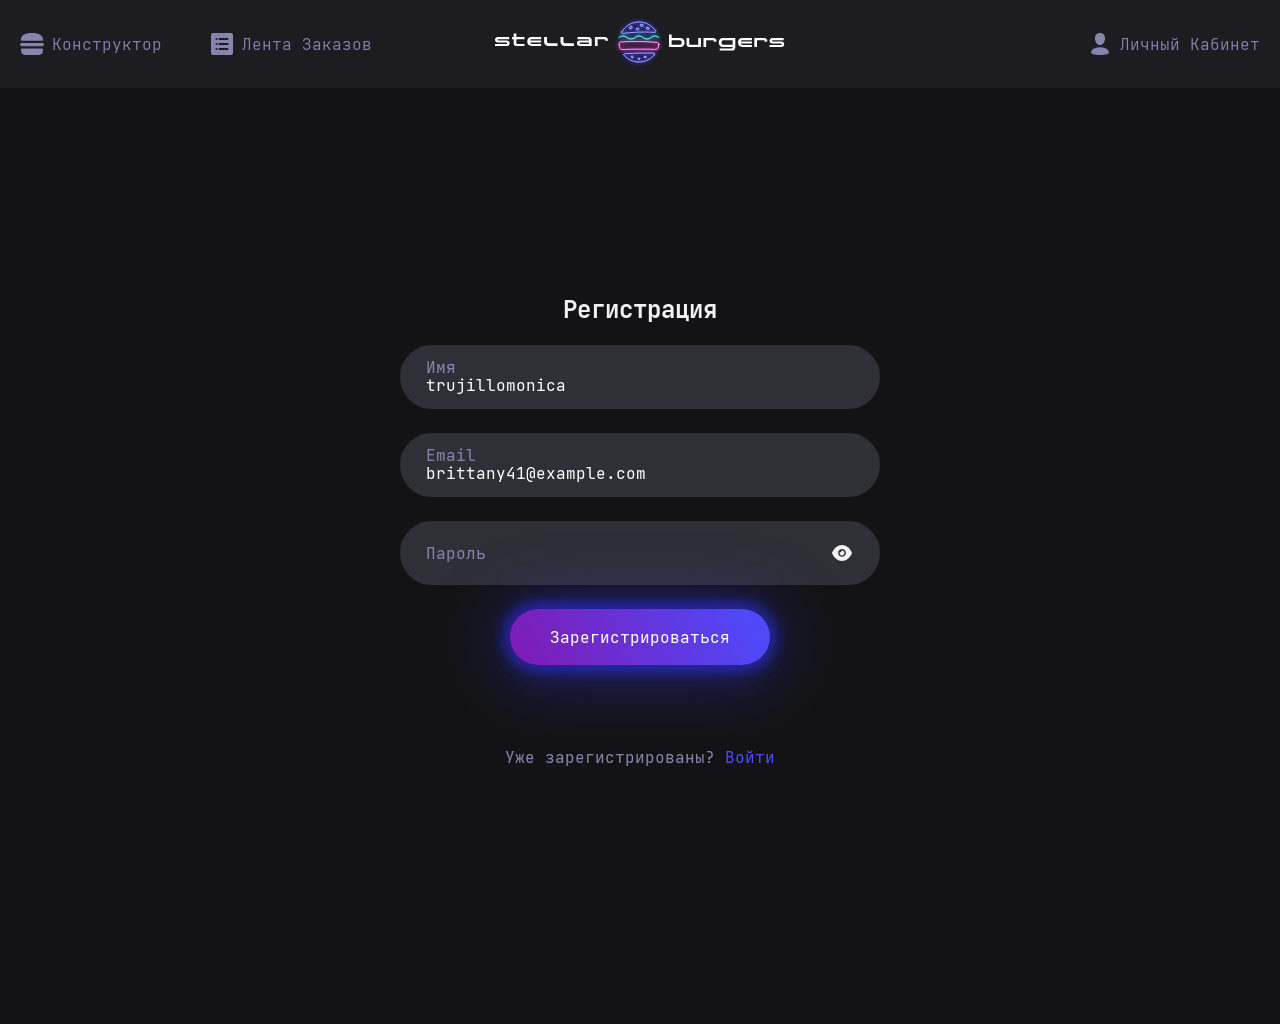 Конструктор
Лента Заказов
stellar burgers
Личный Кабинет
Регистрация
Имя
trujillomonica
Email
brittany41@example.com
Пароль
Зарегистрироваться
Уже зарегистрированы? Войти